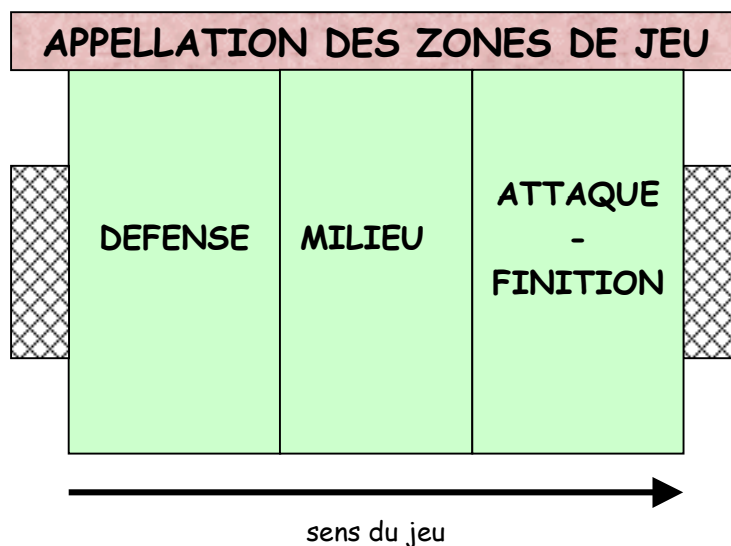 APPELLATION DES ZONES DE JEU
DEFENSE
MILIEU
ATTAQUE
-
FINITION
sens du jeu